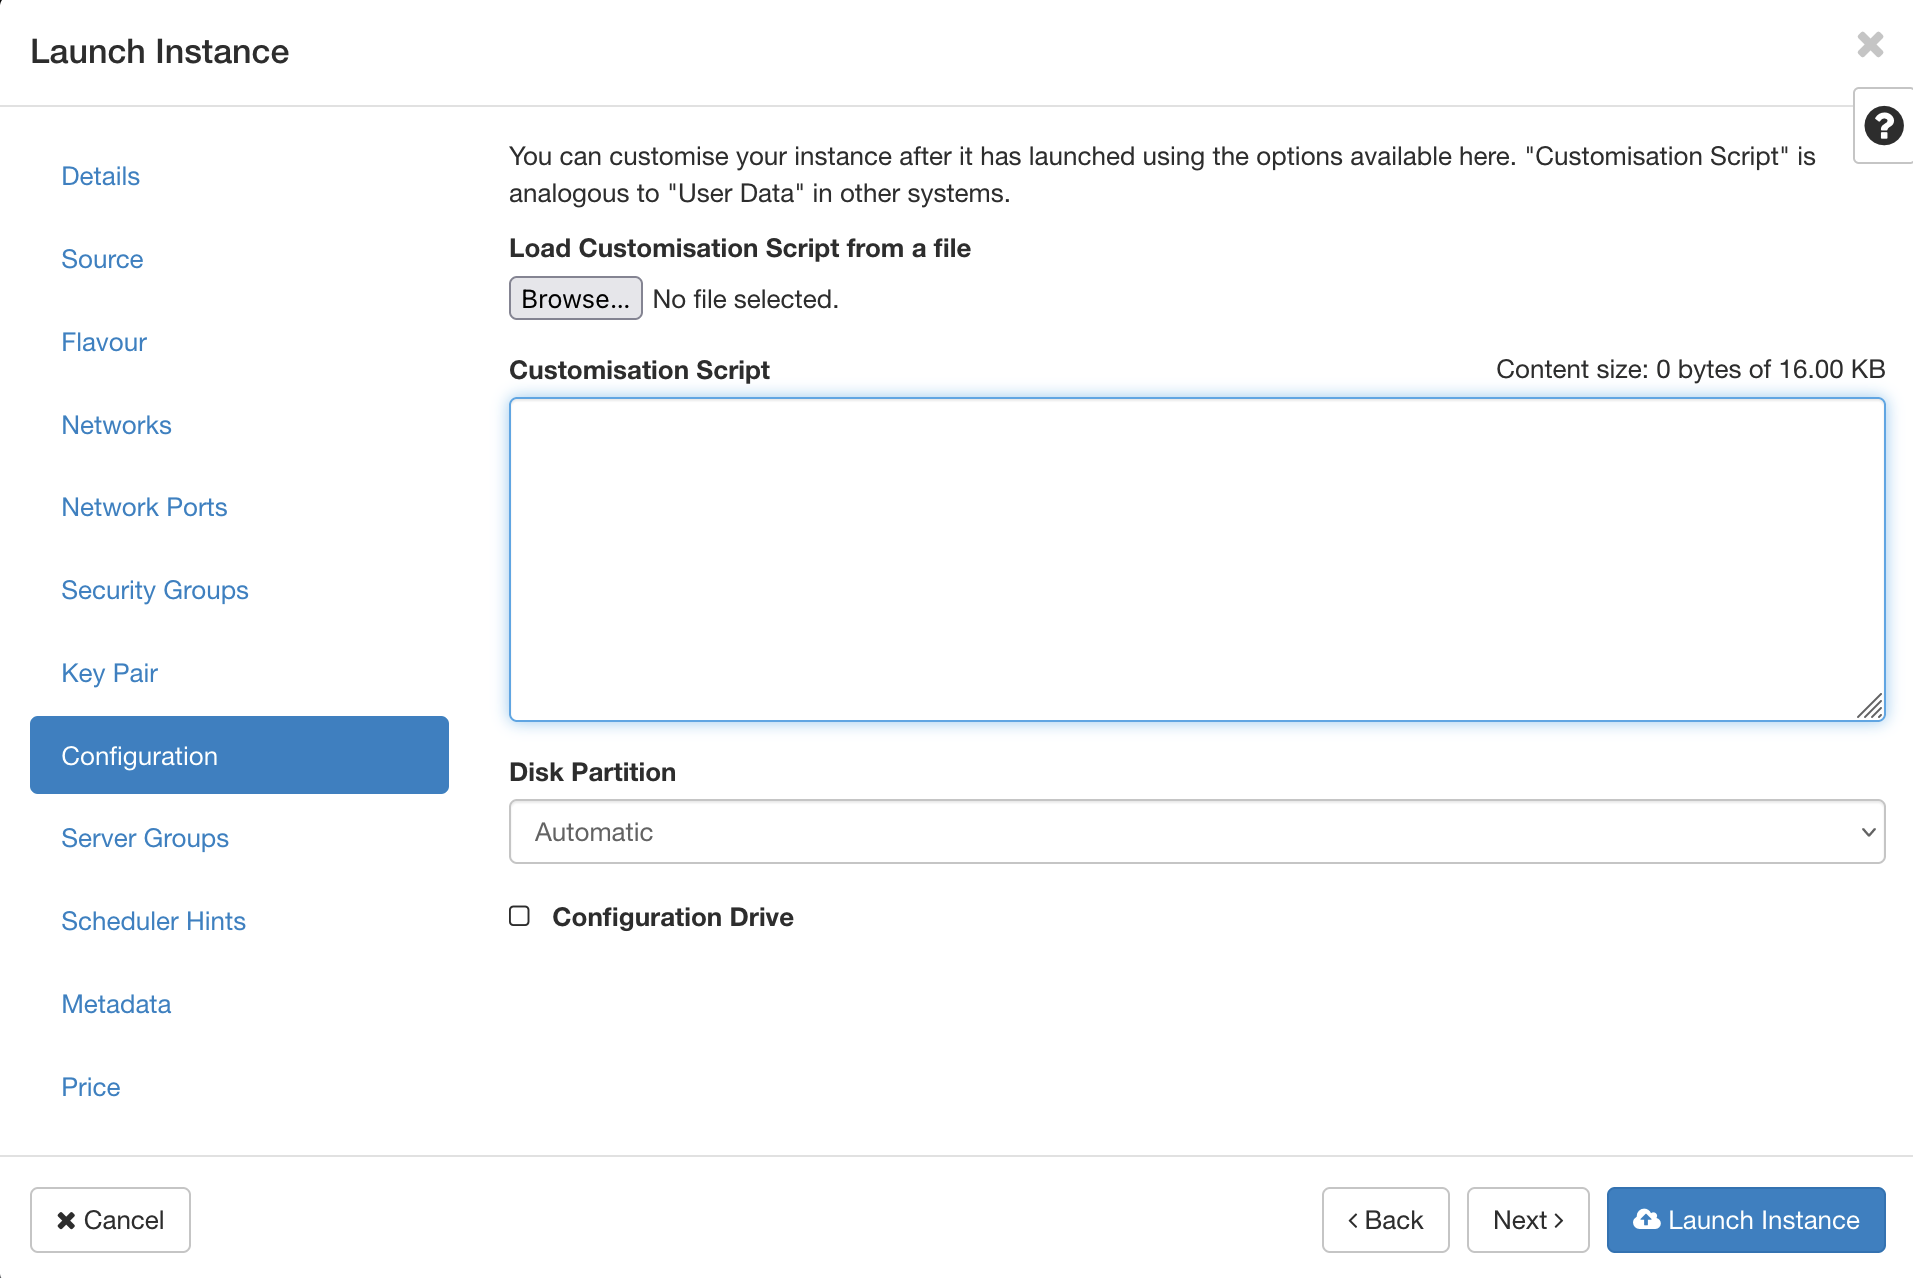 Launch Instance
Details
Source
Flavour
Networks
Network Ports
Security Groups
Key Pair
Configuration
Server Groups
Scheduler Hints
Metadata
Price
You can customise your instance after it has launched using the options available here. "Customisation Script" is
analogous to "User Data" in other systems.
Load Customisation Script from a file
Browse... No file selected.
Customisation Script Content size: 0 bytes of 16.00 KB
Disk Partition
Automatic
Configuration Drive
Cancel
Back
Next
Launch Instance